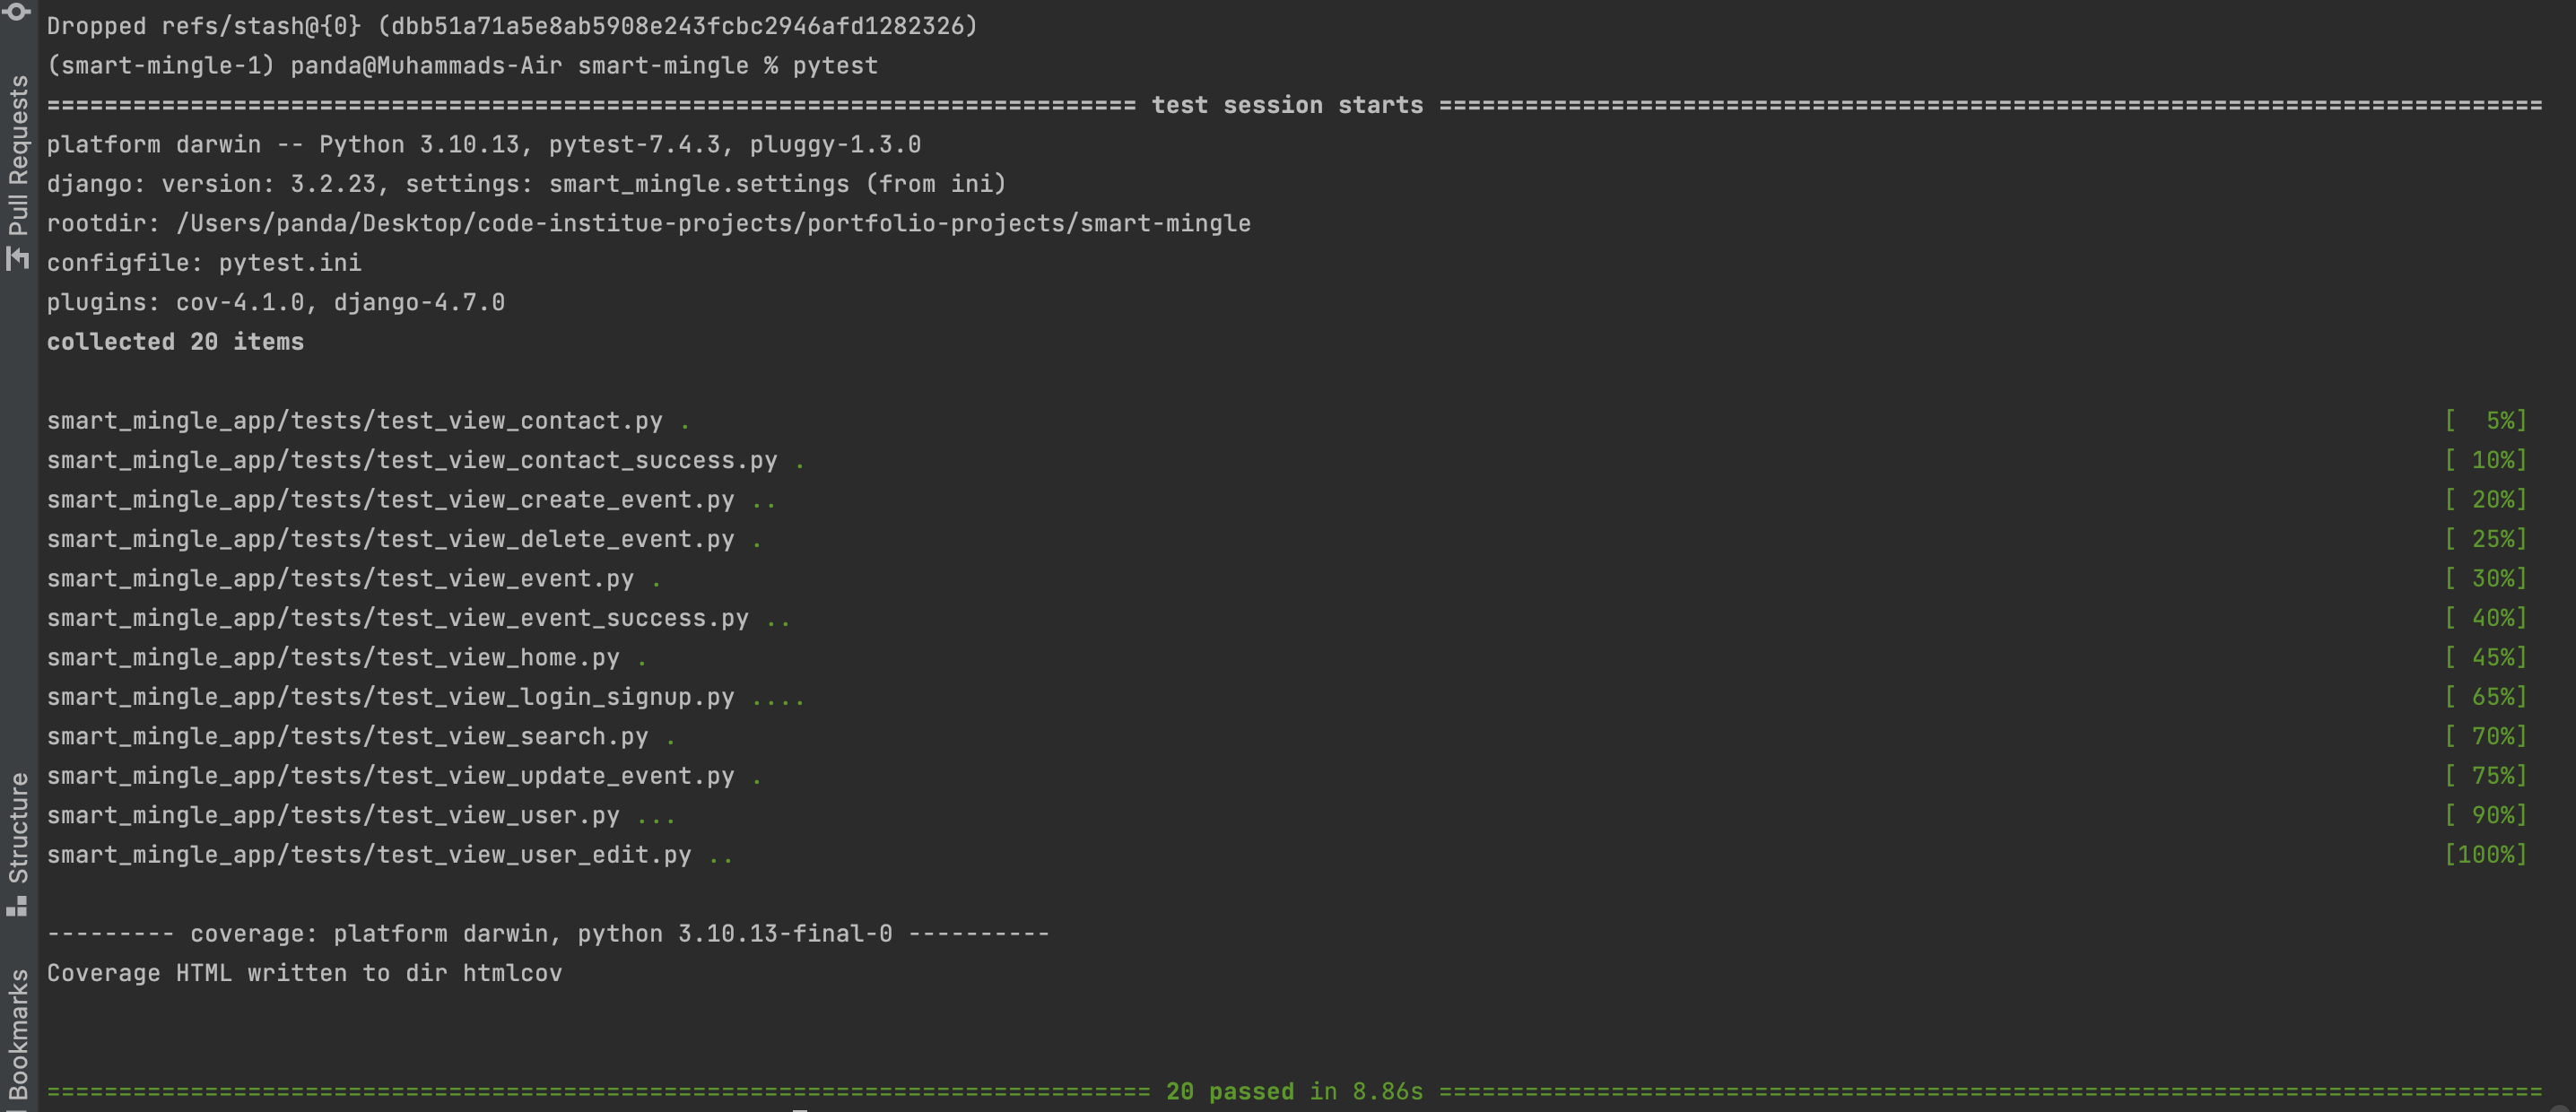 Dropped refs/stash@{0} (dbb51a71a5e8ab5908e243fcbc2946afd1282326)
(smart-mingle-1) panda@Muhammads-Air smart-mingle % pytest
============================================================================ test session starts =============================================================================
platform darwin -- Python 3.10.13, pytest-7.4.3, pluggy-1.3.0
django: version: 3.2.23, settings: smart_mingle.settings (from ini)
rootdir: /Users/panda/Desktop/code-institue-projects/portfolio-projects/smart-mingle
configfile: pytest.ini
plugins: cov-4.1.0, django-4.7.0
collected 20 items
smart_mingle_app/tests/test_view_contact.py . [  5%]
smart_mingle_app/tests/test_view_contact_success.py . [ 10%]
smart_mingle_app/tests/test_view_create_event.py .. [ 20%]
smart_mingle_app/tests/test_view_delete_event.py . [ 25%]
smart_mingle_app/tests/test_view_event.py . [ 30%]
smart_mingle_app/tests/test_view_event_success.py .. [ 40%]
smart_mingle_app/tests/test_view_home.py . [ 45%]
smart_mingle_app/tests/test_view_login_signup.py .... [ 65%]
smart_mingle_app/tests/test_view_search.py . [ 70%]
smart_mingle_app/tests/test_view_update_event.py . [ 75%]
smart_mingle_app/tests/test_view_user.py ... [ 90%]
smart_mingle_app/tests/test_view_user_edit.py .. [100%]
--------- coverage: platform darwin, python 3.10.13-final-0 ----------
Coverage HTML written to dir htmlcov
============================================================================= 20 passed in 8.86s =============================================================================
Pull Requests
Structure
Bookmarks